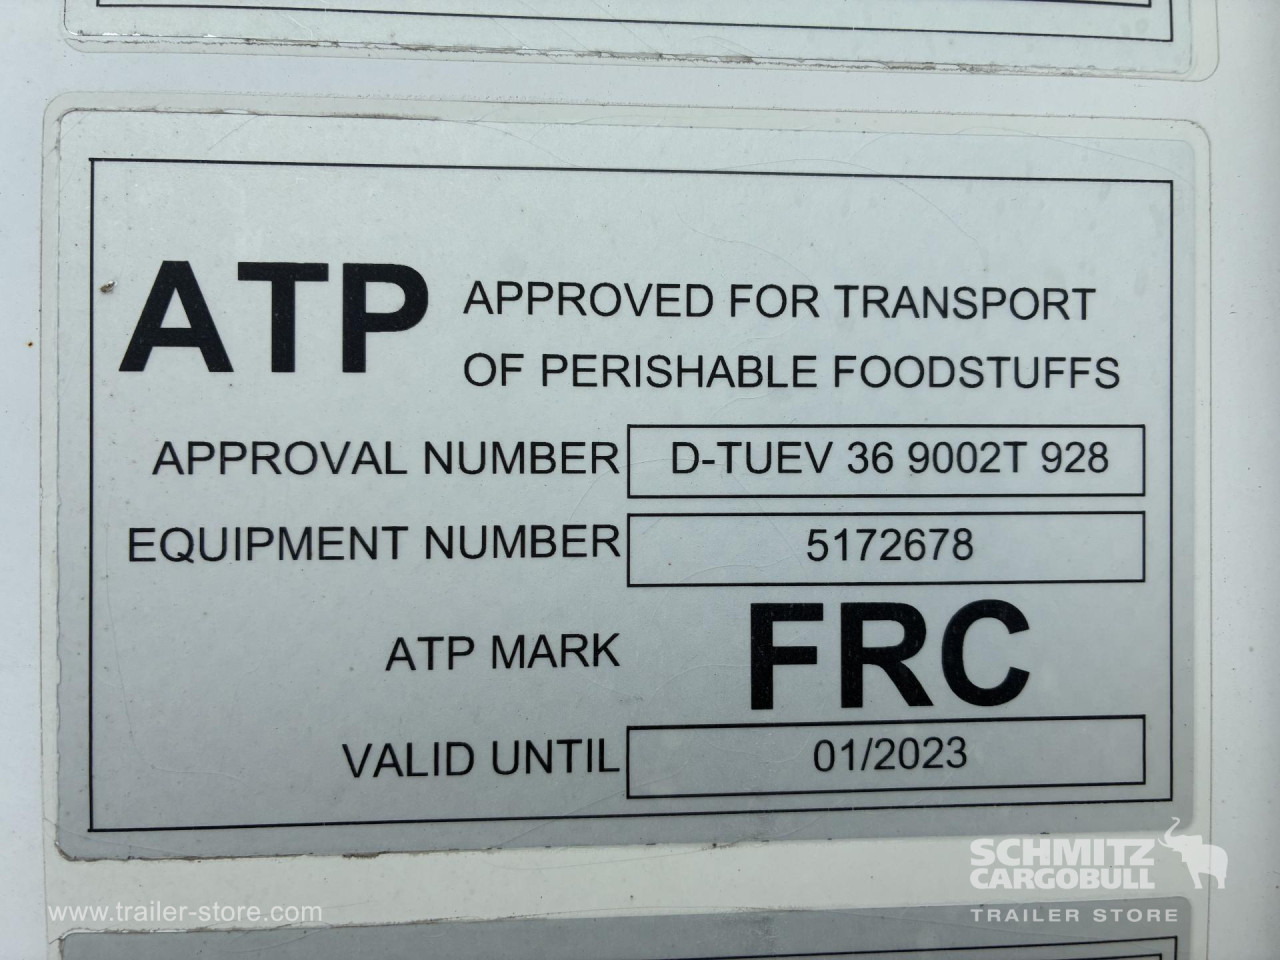 ATP APPROVED FOR TRANSPORT
OF PERISHABLE FOODSTUFFS
APPROVAL NUMBER D-TUEV 36 9002T 928
EQUIPMENT NUMBER 5172678
ATP MARK FRC
VALID UNTIL 01/2023
SCHMITZ
CARGOBULL
www.trailer-store.com TRAILER STORE